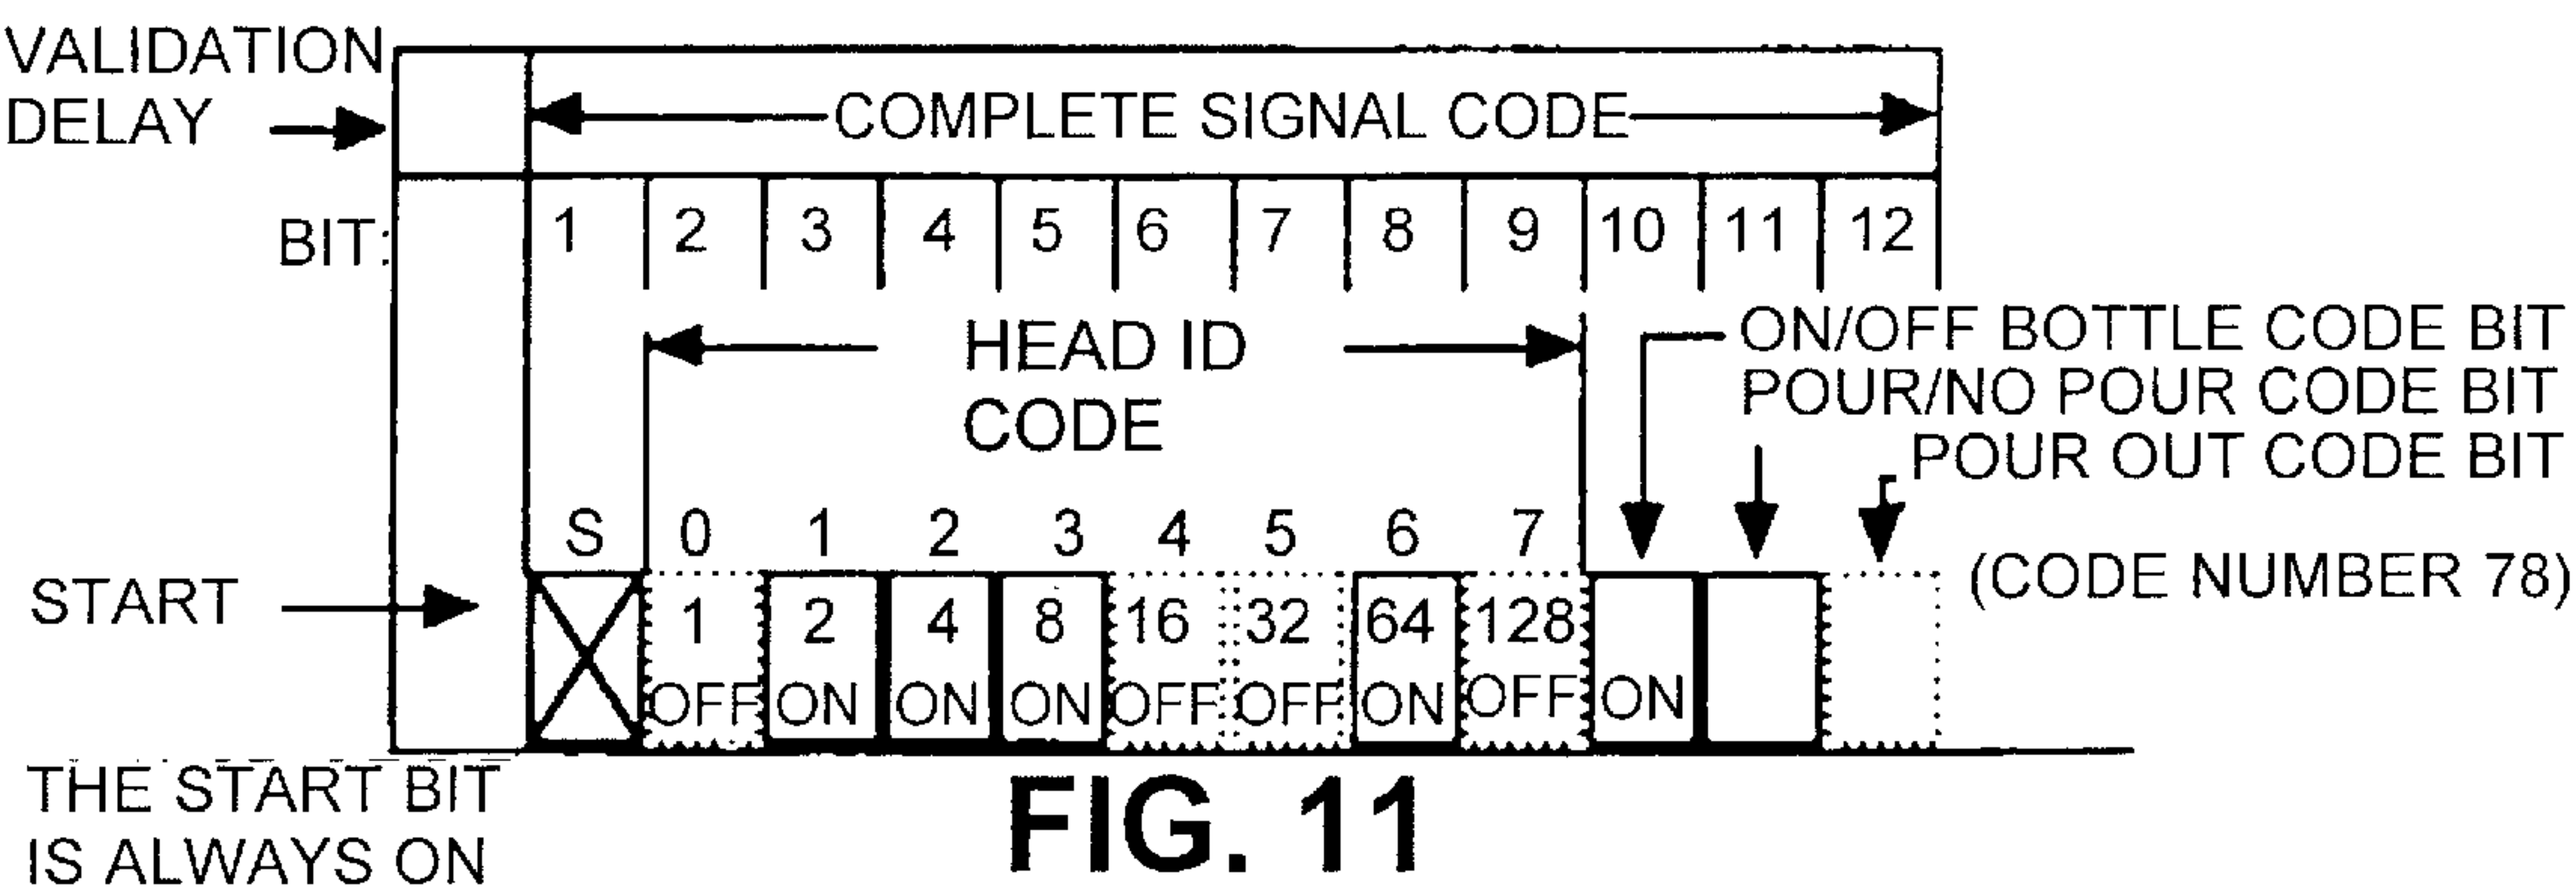 VALIDATION
DELAY
COMPLETE SIGNAL CODE
BIT: 1 2 3 4 5 6 7 8 9 10 11 12
HEAD ID
CODE
ON/OFF BOTTLE CODE BIT
POUR/NO POUR CODE BIT
POUR OUT CODE BIT
S 0 1 2 3 4 5 6 7
START
1 2 4 8 16 32 64 128
(CODE NUMBER 78)
OFF ON ON ON OFF OFF ON OFF ON
THE START BIT
IS ALWAYS ON
FIG. 11